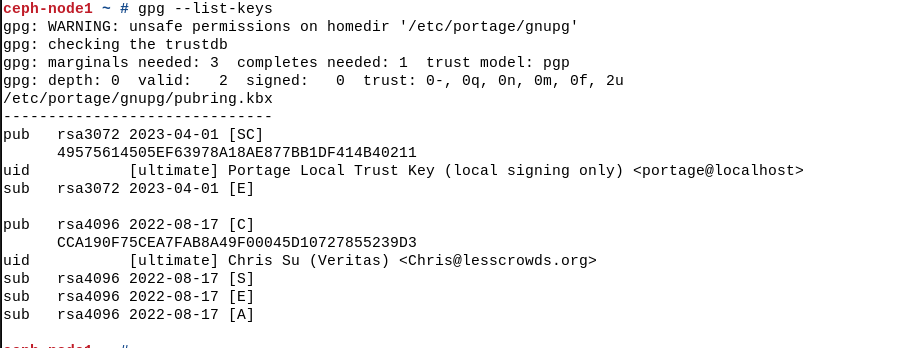 ceph-node1 ~ # gpg --list-keys
gpg: WARNING: unsafe permissions on homedir '/etc/portage/gnupg'
gpg: checking the trustdb
gpg: marginals needed: 3  completes needed: 1  trust model: pgp
gpg: depth: 0  valid:   2  signed:   0  trust: 0-, 0q, 0n, 0m, 0f, 2u
/etc/portage/gnupg/pubring.kbx
------------------------------
pub   rsa3072 2023-04-01 [SC]
      49575614505EF63978A18AE877BB1DF414B40211
uid           [ultimate] Portage Local Trust Key (local signing only) <portage@localhost>
sub   rsa3072 2023-04-01 [E]

pub   rsa4096 2022-08-17 [C]
      CCA190F75CEA7FAB8A49F00045D10727855239D3
uid           [ultimate] Chris Su (Veritas) <Chris@lesscrowds.org>
sub   rsa4096 2022-08-17 [S]
sub   rsa4096 2022-08-17 [E]
sub   rsa4096 2022-08-17 [A]

ceph-node1 ~ #